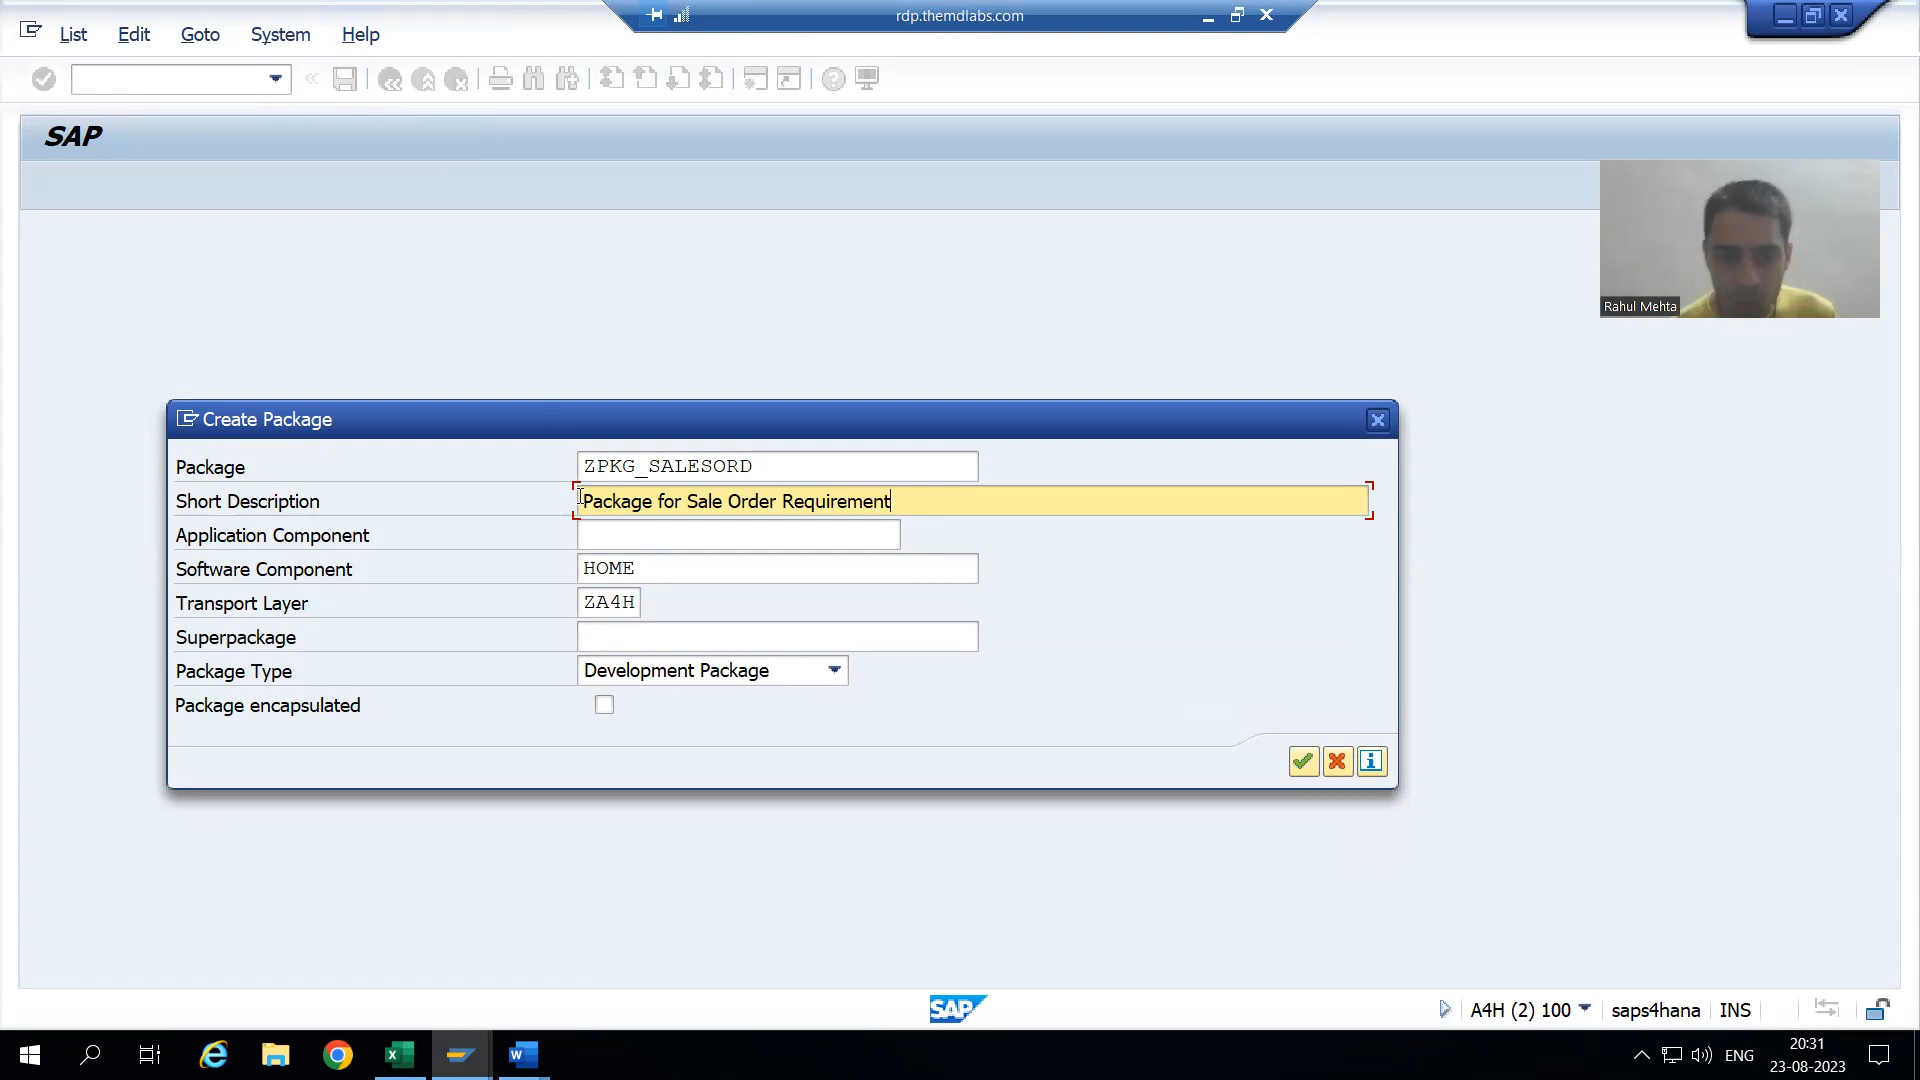 rdp.themdlabs.com
List Edit Goto System Help
SAP
Rahul Mehta
Create Package
Package ZPKG_SALESORD
Short Description Package for Sale Order Requirement
Application Component
Software Component HOME
Transport Layer ZA4H
Superpackage
Package Type Development Package
Package encapsulated
SAP
A4H (2) 100 saps4hana INS
ENG
20:31
23-08-2023